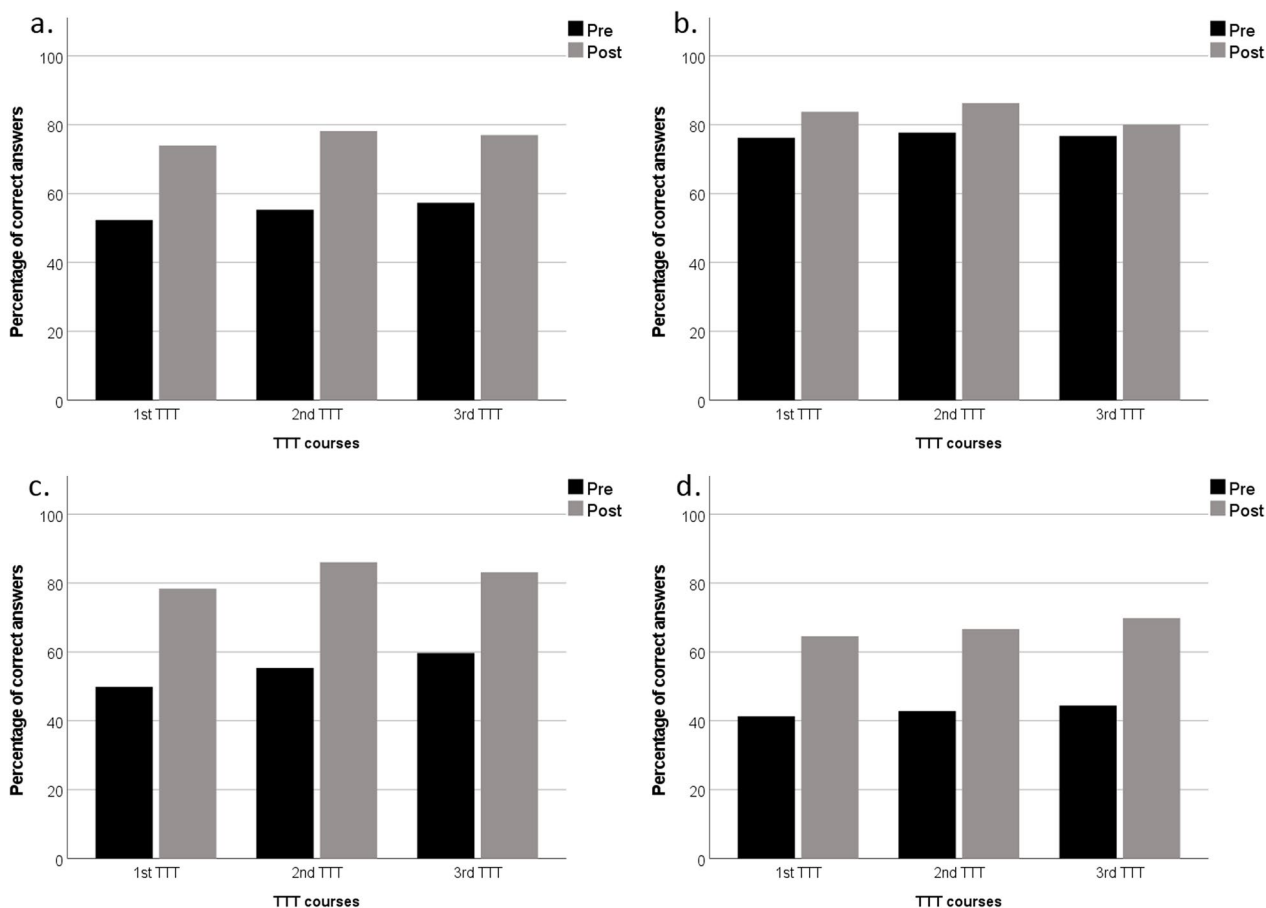 a.
Pre
Post
Percentage of correct answers
100
80
60
40
20
0
1st TTT 2nd TTT 3rd TTT
TTT courses
b.
Pre
Post
Percentage of correct answers
100
80
60
40
20
0
1st TTT 2nd TTT 3rd TTT
TTT courses
c.
Pre
Post
Percentage of correct answers
100
80
60
40
20
0
1st TTT 2nd TTT 3rd TTT
TTT courses
d.
Pre
Post
Percentage of correct answers
100
80
60
40
20
0
1st TTT 2nd TTT 3rd TTT
TTT courses